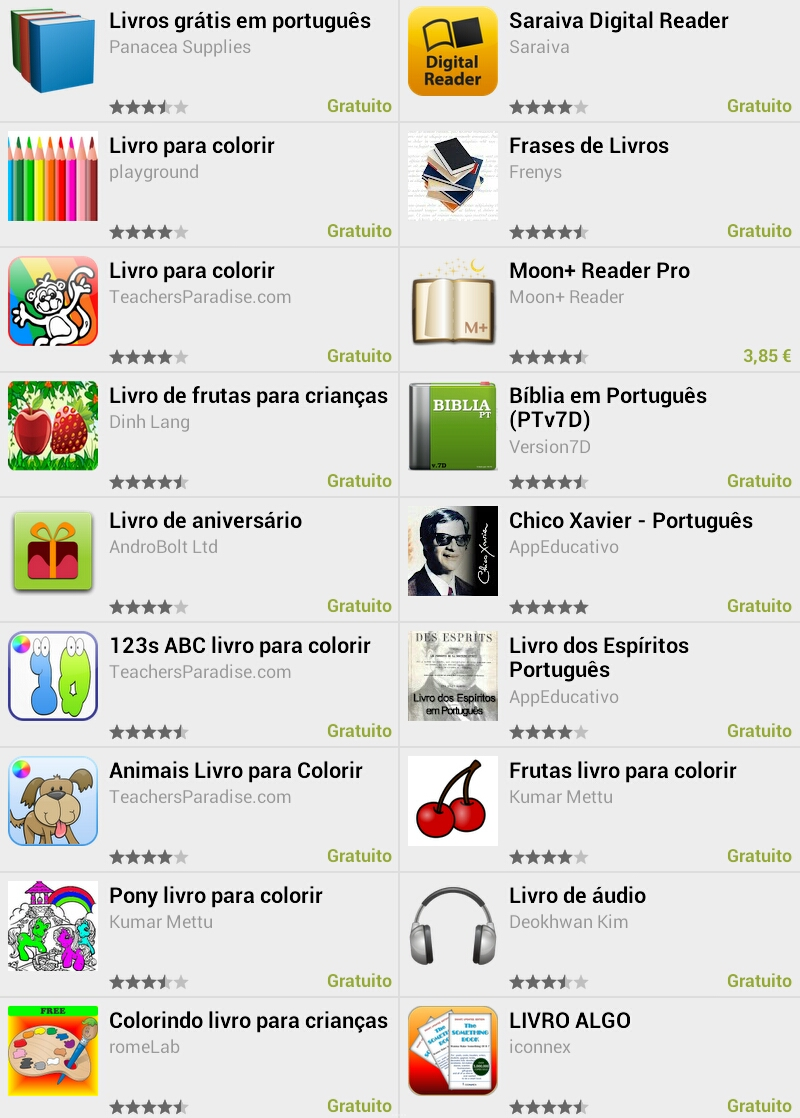 Livros grátis em português
Panacea Supplies
Gratuito
Digital
Reader
Saraiva Digital Reader
Saraiva
Gratuito
Livro para colorir
playground
Gratuito
Frases de Livros
Frenys
Gratuito
Livro para colorir
TeachersParadise.com
Gratuito
M+
Moon+ Reader Pro
Moon+ Reader
3,85 €
Livro de frutas para crianças
Dinh Lang
Gratuito
BIBLIA
PT
v.7D
Bíblia em Português
(PTv7D)
Version7D
Gratuito
Livro de aniversário
AndroBolt Ltd
Gratuito
Chico Xavier
Chico Xavier - Português
AppEducativo
Gratuito
123s ABC livro para colorir
TeachersParadise.com
Gratuito
DES ESPRITS
Livro dos Espíritos
em Português
Livro dos Espíritos
Português
AppEducativo
Gratuito
Animais Livro para Colorir
TeachersParadise.com
Gratuito
Frutas livro para colorir
Kumar Mettu
Gratuito
Pony livro para colorir
Kumar Mettu
Gratuito
Livro de áudio
Deokhwan Kim
Gratuito
FREE
Colorindo livro para crianças
romeLab
Gratuito
The
SOMETHING
BOOK
LIVRO ALGO
iconnex
Gratuito